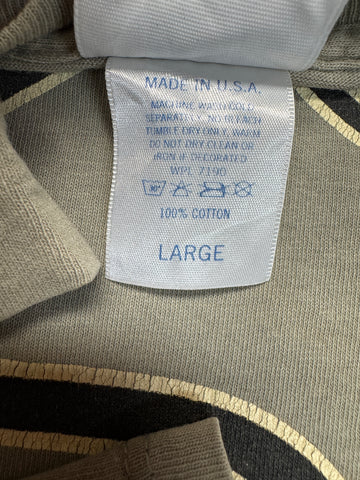 MADE IN U.S.A.
MACHINE WASH COLD
SEPARATELY, NO BLEACH
TUMBLE DRY ONLY, WARM
DO NOT DRY CLEAN OR
IRON IF DECORATED
WPL 7190
30°
100% COTTON
LARGE